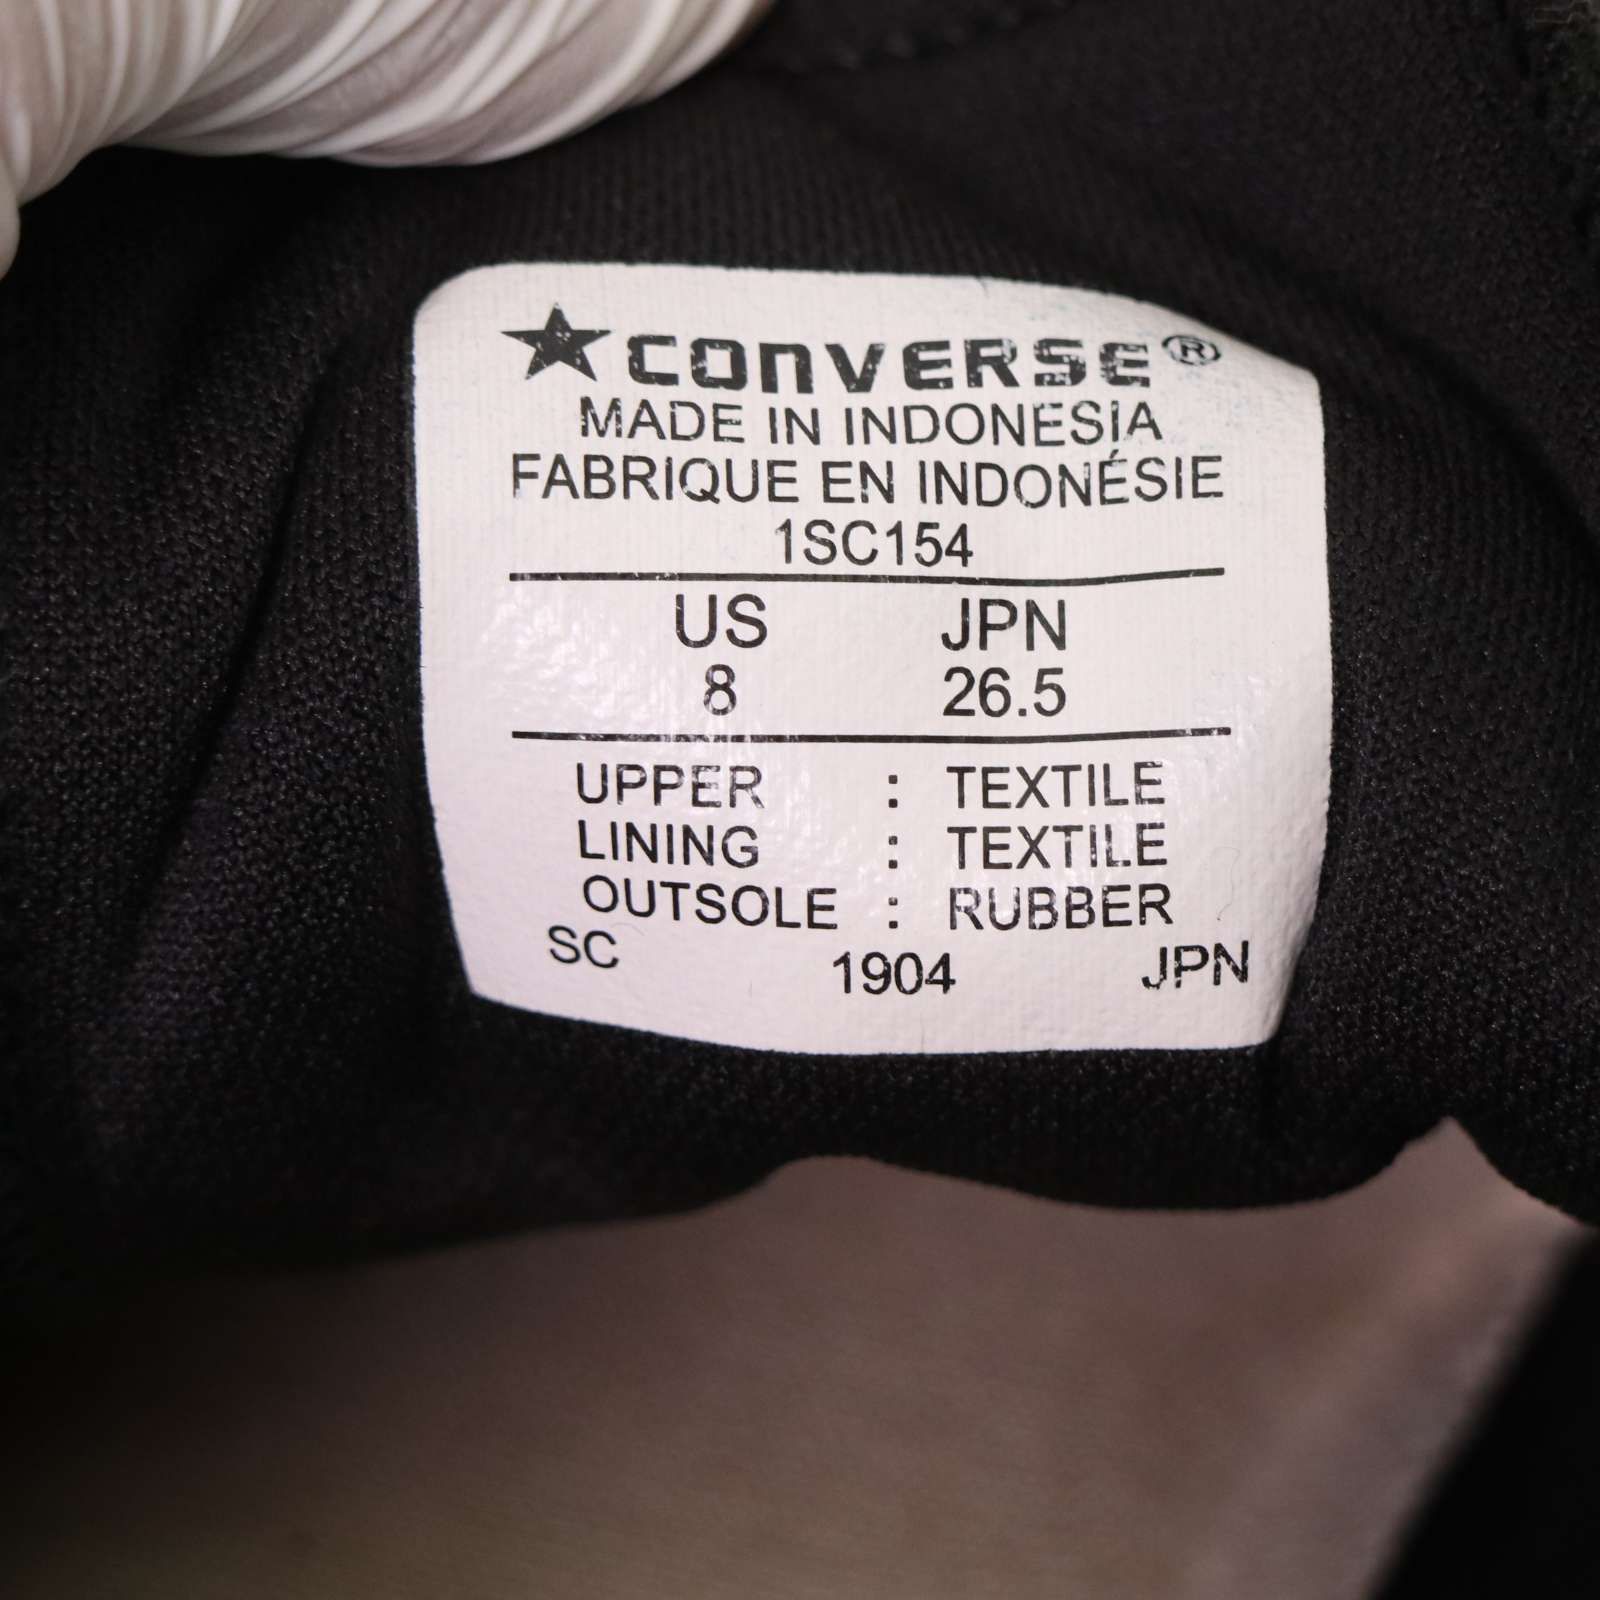 CONVERSE®
MADE IN INDONESIA
FABRIQUE EN INDONÉSIE
1SC154
US JPN
8 26.5
UPPER : TEXTILE
LINING : TEXTILE
OUTSOLE : RUBBER
SC 1904 JPN